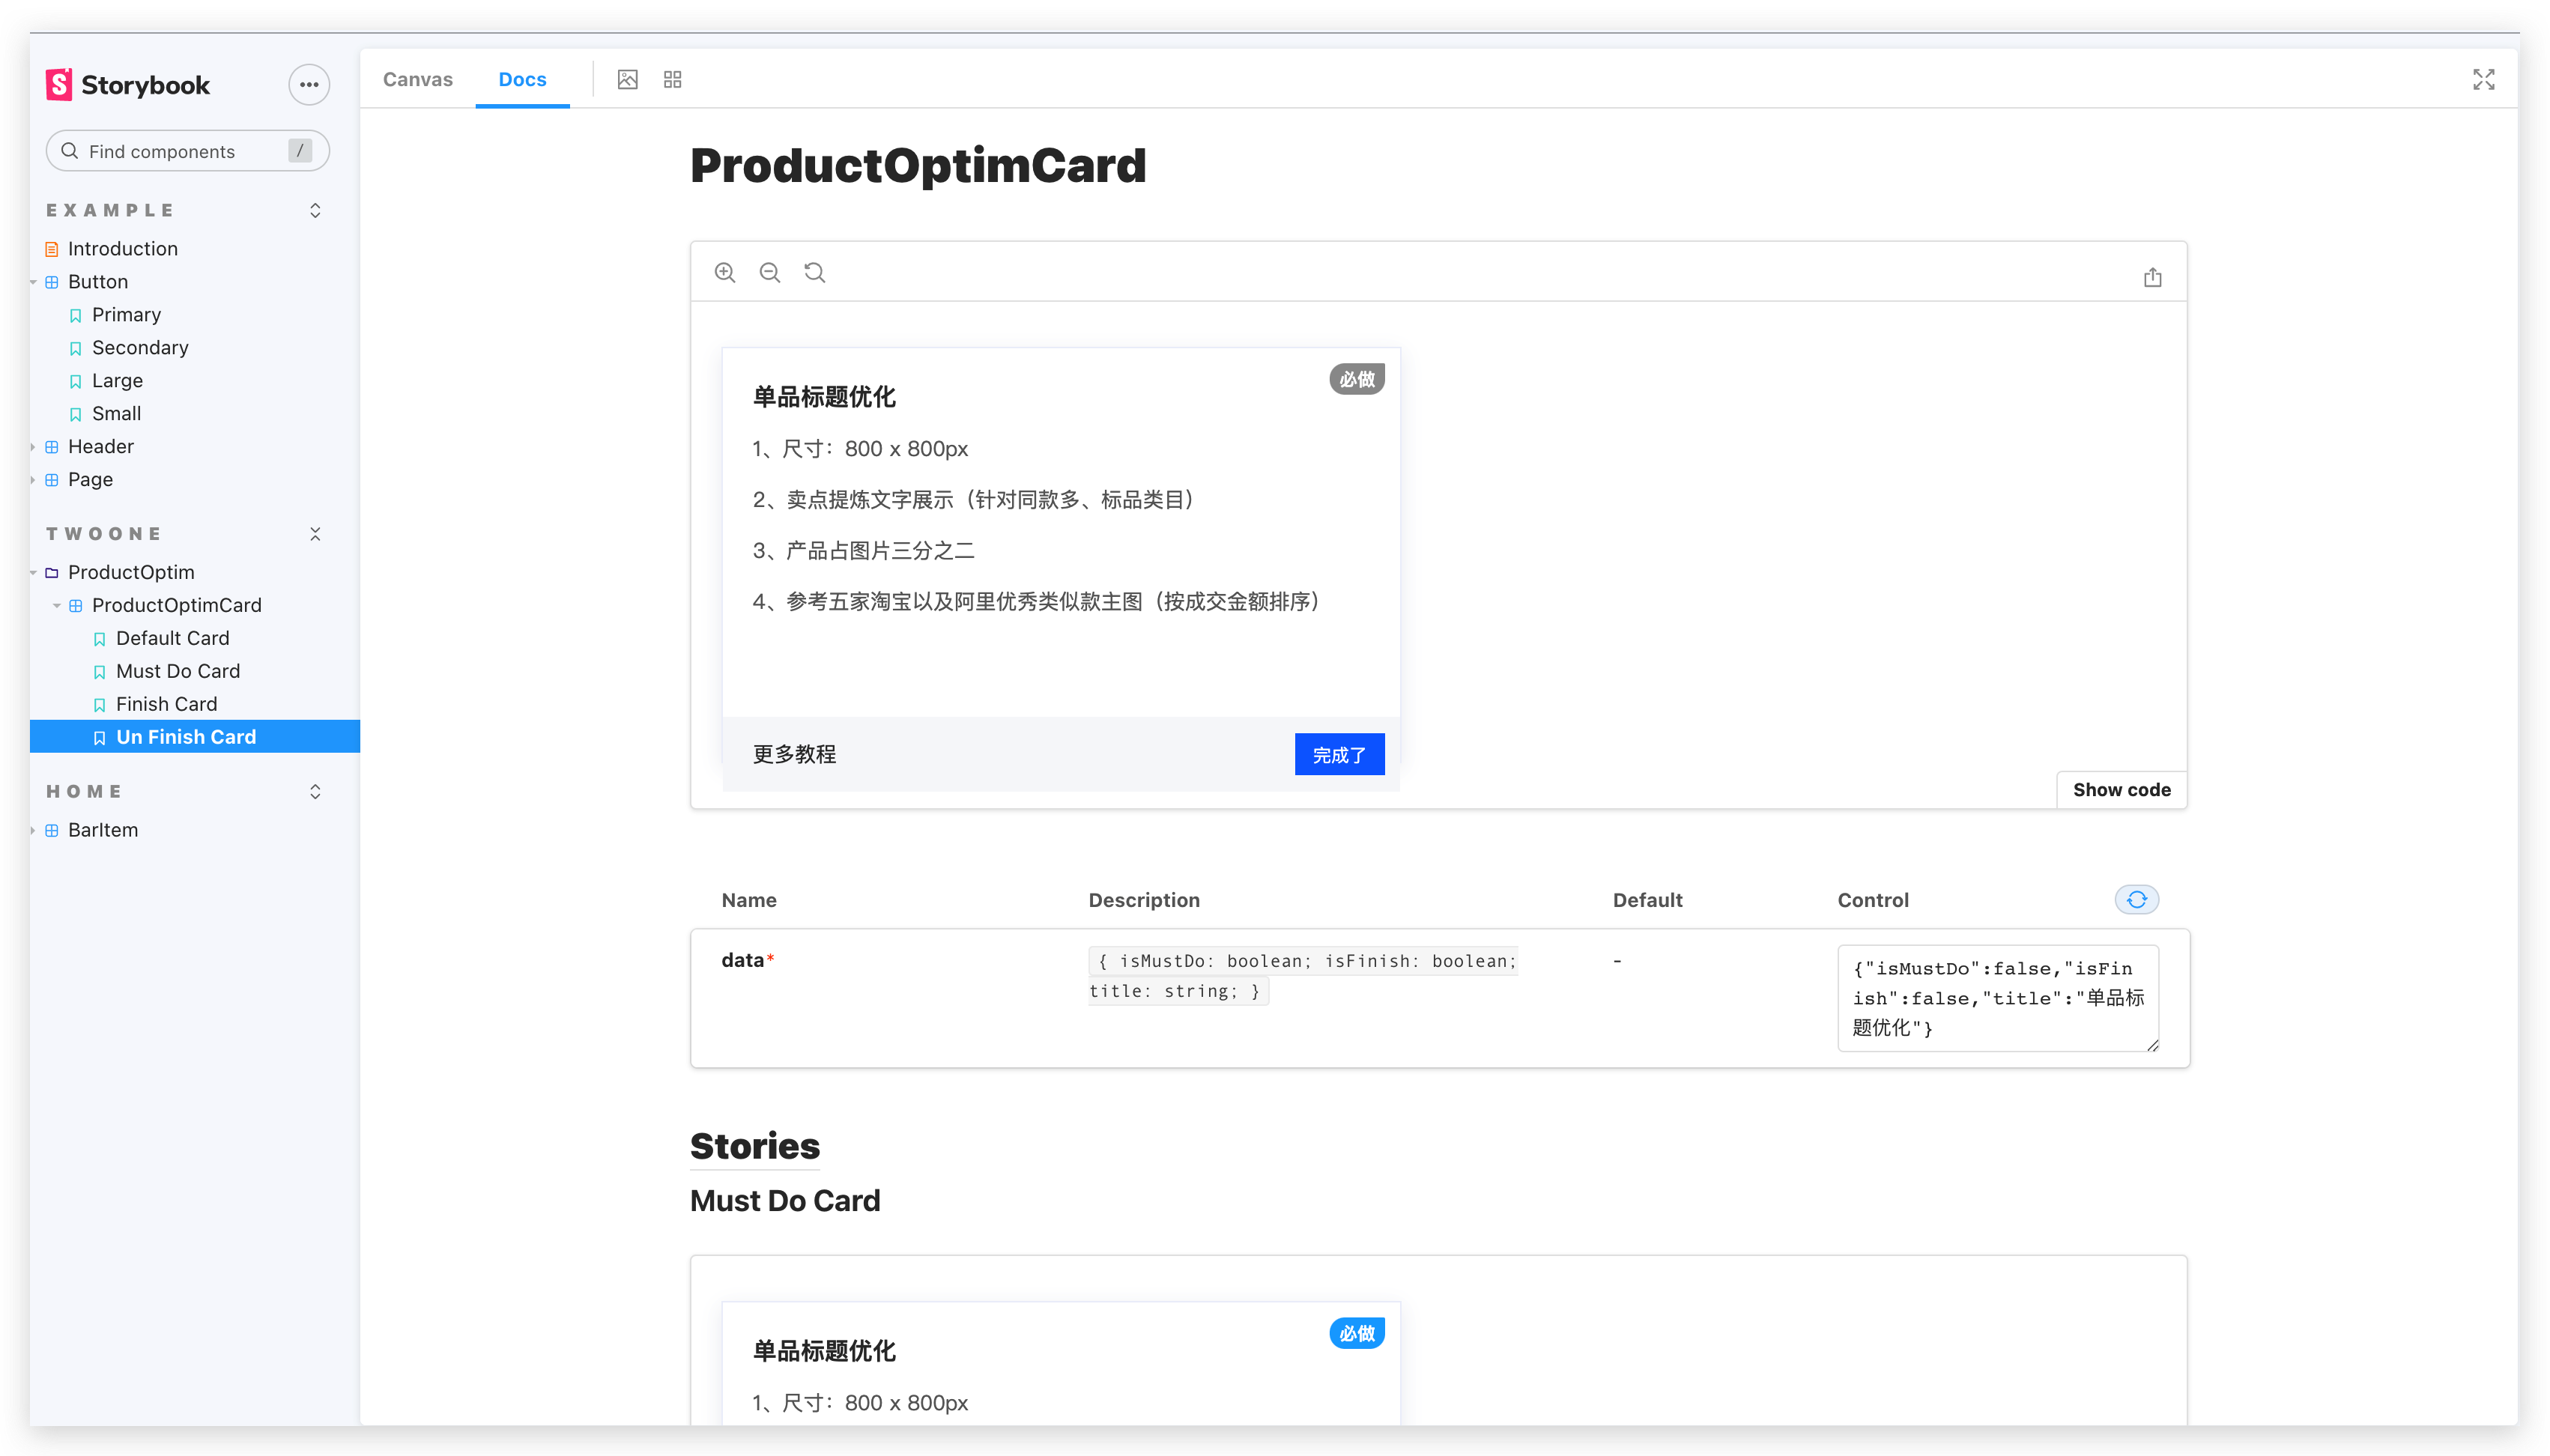 Storybook
Find components
/
EXAMPLE
Introduction
Button
Primary
Secondary
Large
Small
Header
Page
TWOONE
ProductOptim
ProductOptimCard
Default Card
Must Do Card
Finish Card
Un Finish Card
HOME
BarItem
Canvas
Docs
ProductOptimCard
必做
单品标题优化
1、尺寸：800 x 800px
2、卖点提炼文字展示（针对同款多、标品类目）
3、产品占图片三分之二
4、参考五家淘宝以及阿里优秀类似款主图（按成交金额排序）
更多教程
完成了
Show code
Name Description Default Control
data*
{ isMustDo: boolean; isFinish: boolean;
title: string; }
-
{"isMustDo":false,"isFin
ish":false,"title":"单品标
题优化"}
Stories
Must Do Card
必做
单品标题优化
1、尺寸：800 x 800px